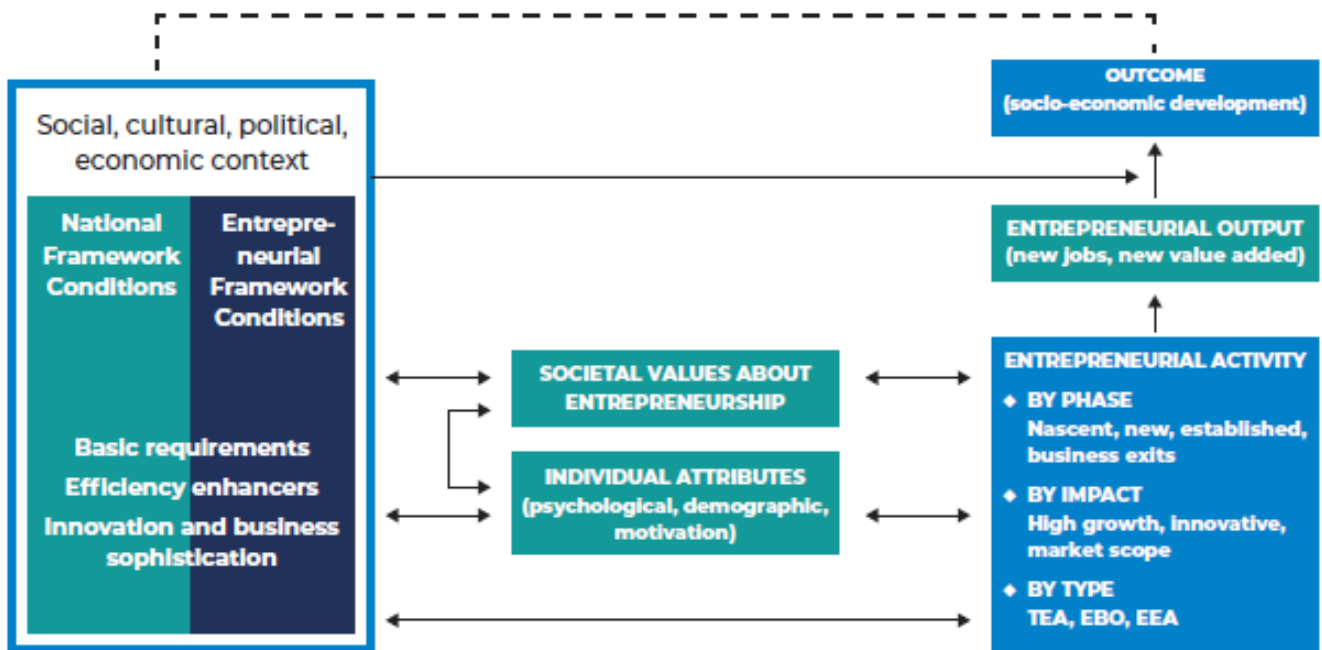 Social, cultural, political,
economic context
National
Framework
Conditions
Entrepre-
neurial
Framework
Conditions
Basic requirements
Efficiency enhancers
Innovation and business
sophistication
SOCIETAL VALUES ABOUT
ENTREPRENEURSHIP
INDIVIDUAL ATTRIBUTES
(psychological, demographic,
motivation)
OUTCOME
(socio-economic development)
ENTREPRENEURIAL OUTPUT
(new jobs, new value added)
ENTREPRENEURIAL ACTIVITY
◆ BY PHASE
Nascent, new, established,
business exits
◆ BY IMPACT
High growth, innovative,
market scope
◆ BY TYPE
TEA, EBO, EEA